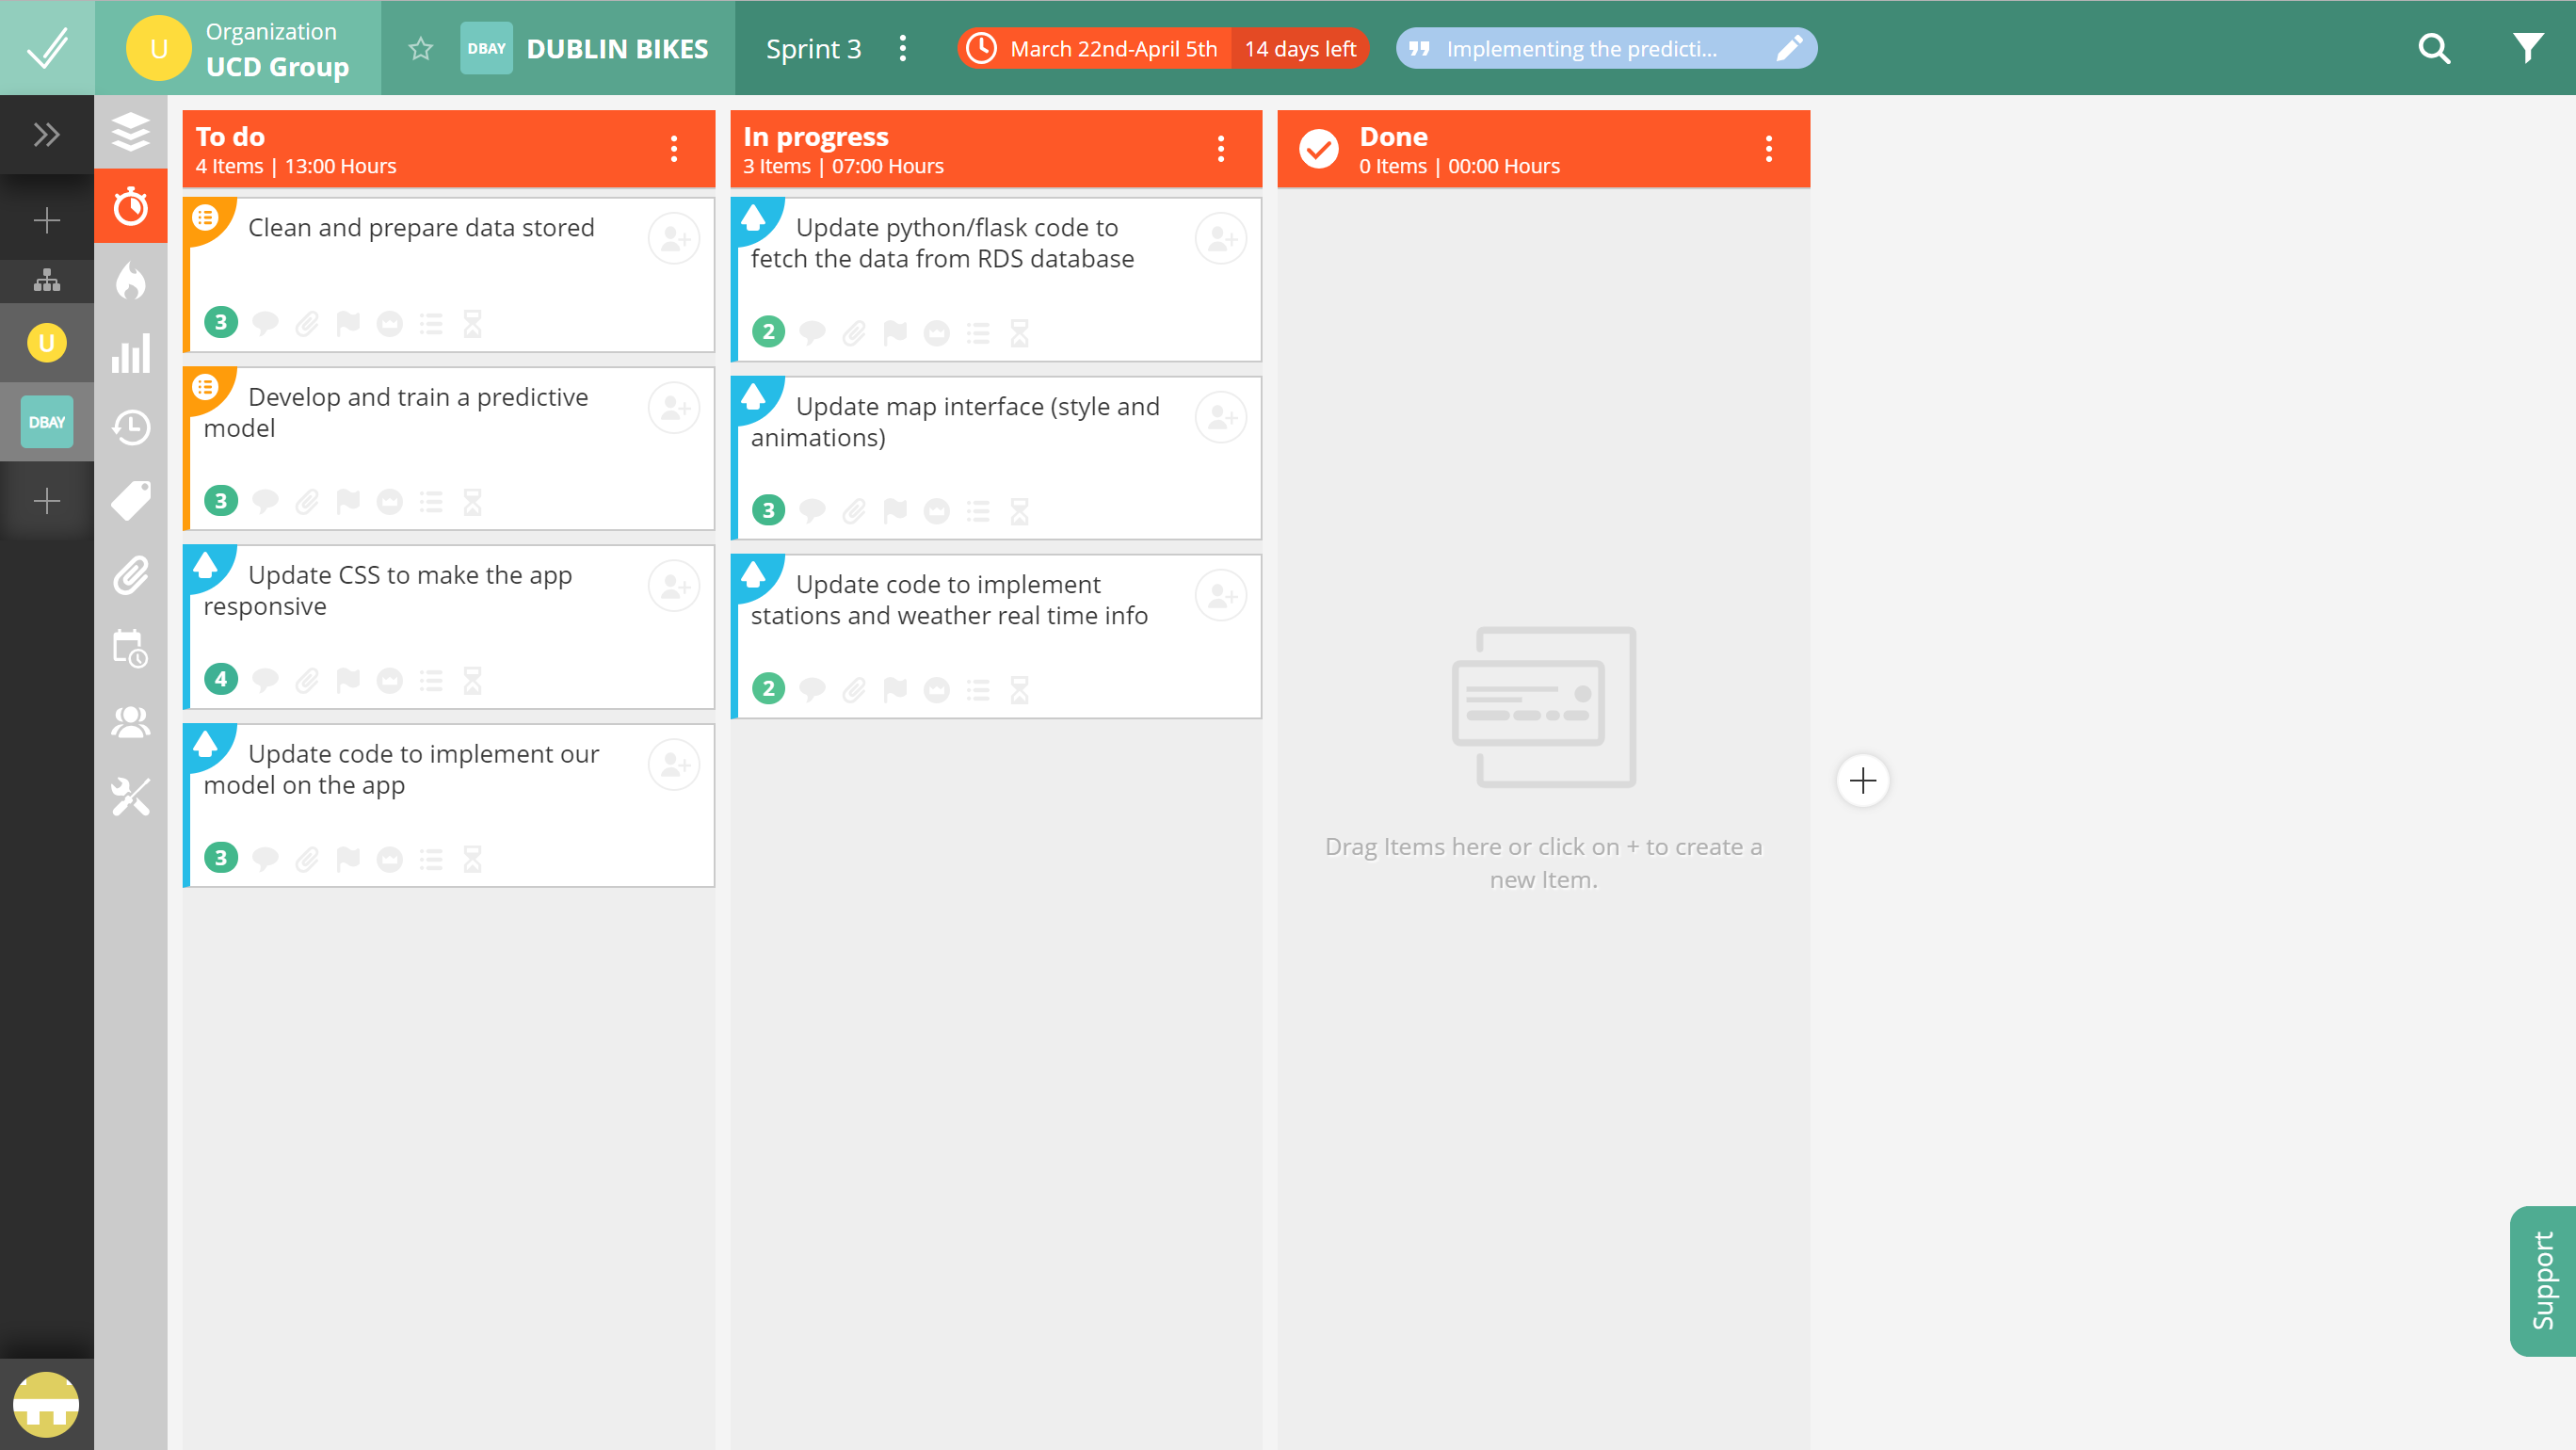 U
Organization
UCD Group
DBAY
DUBLIN BIKES
Sprint 3
March 22nd-April 5th
14 days left
Implementing the predicti...
U
DBAY
To do
4 Items | 13:00 Hours
Clean and prepare data stored
3
Develop and train a predictive
model
3
Update CSS to make the app
responsive
4
Update code to implement our
model on the app
3
In progress
3 Items | 07:00 Hours
Update python/flask code to
fetch the data from RDS database
2
Update map interface (style and
animations)
3
Update code to implement
stations and weather real time info
2
Done
0 Items | 00:00 Hours
Drag Items here or click on + to create a
new Item.
Support